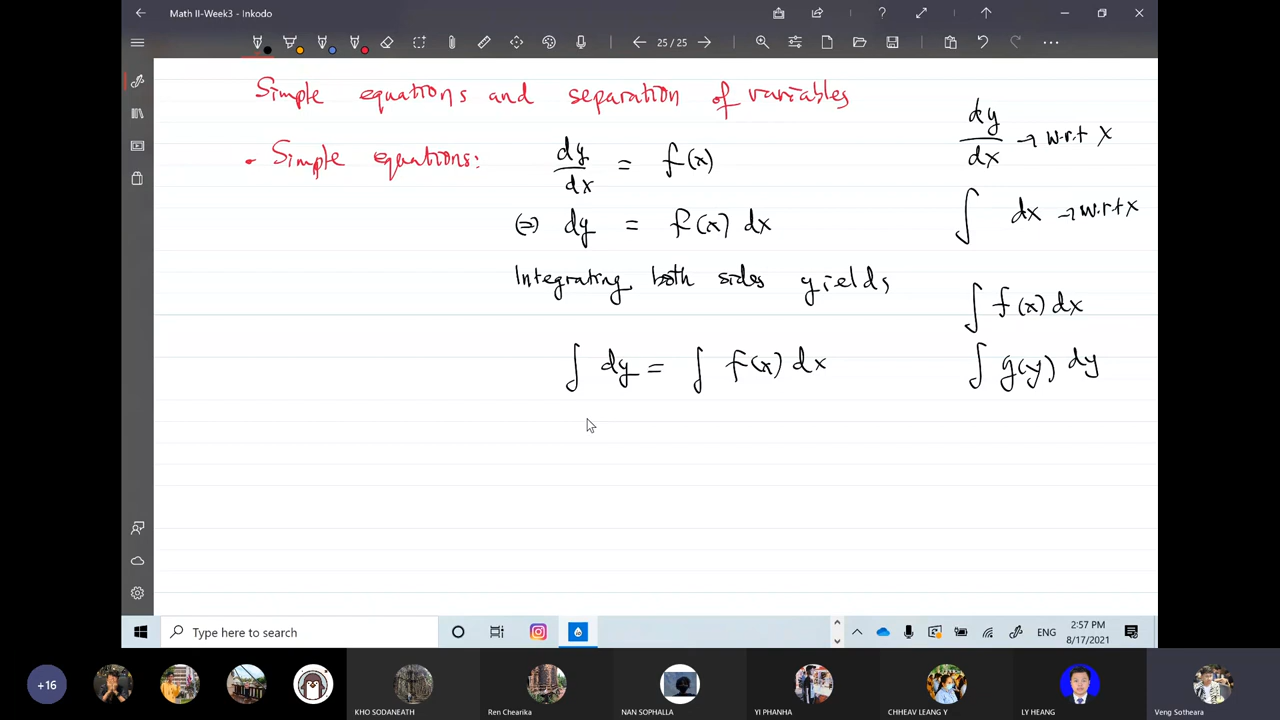 Math II-Week3 - Inkodo
25/25
Simple equations and separation of variables
• Simple equations: dy/dx = f(x)
(=) dy = f(x) dx
Integrating both sides yields
∫ dy = ∫ f(x) dx
dy/dx → w.r.t x
∫ dx → w.r.t x
∫ f(x) dx
∫ g(y) dy
Type here to search
ENG
2:57 PM
8/17/2021
+16
KHO SODANEATH
Ren Chearika
NAN SOPHALLA
YI PHANHA
CHHEAV LEANG Y
LY HEANG
Veng Sotheara